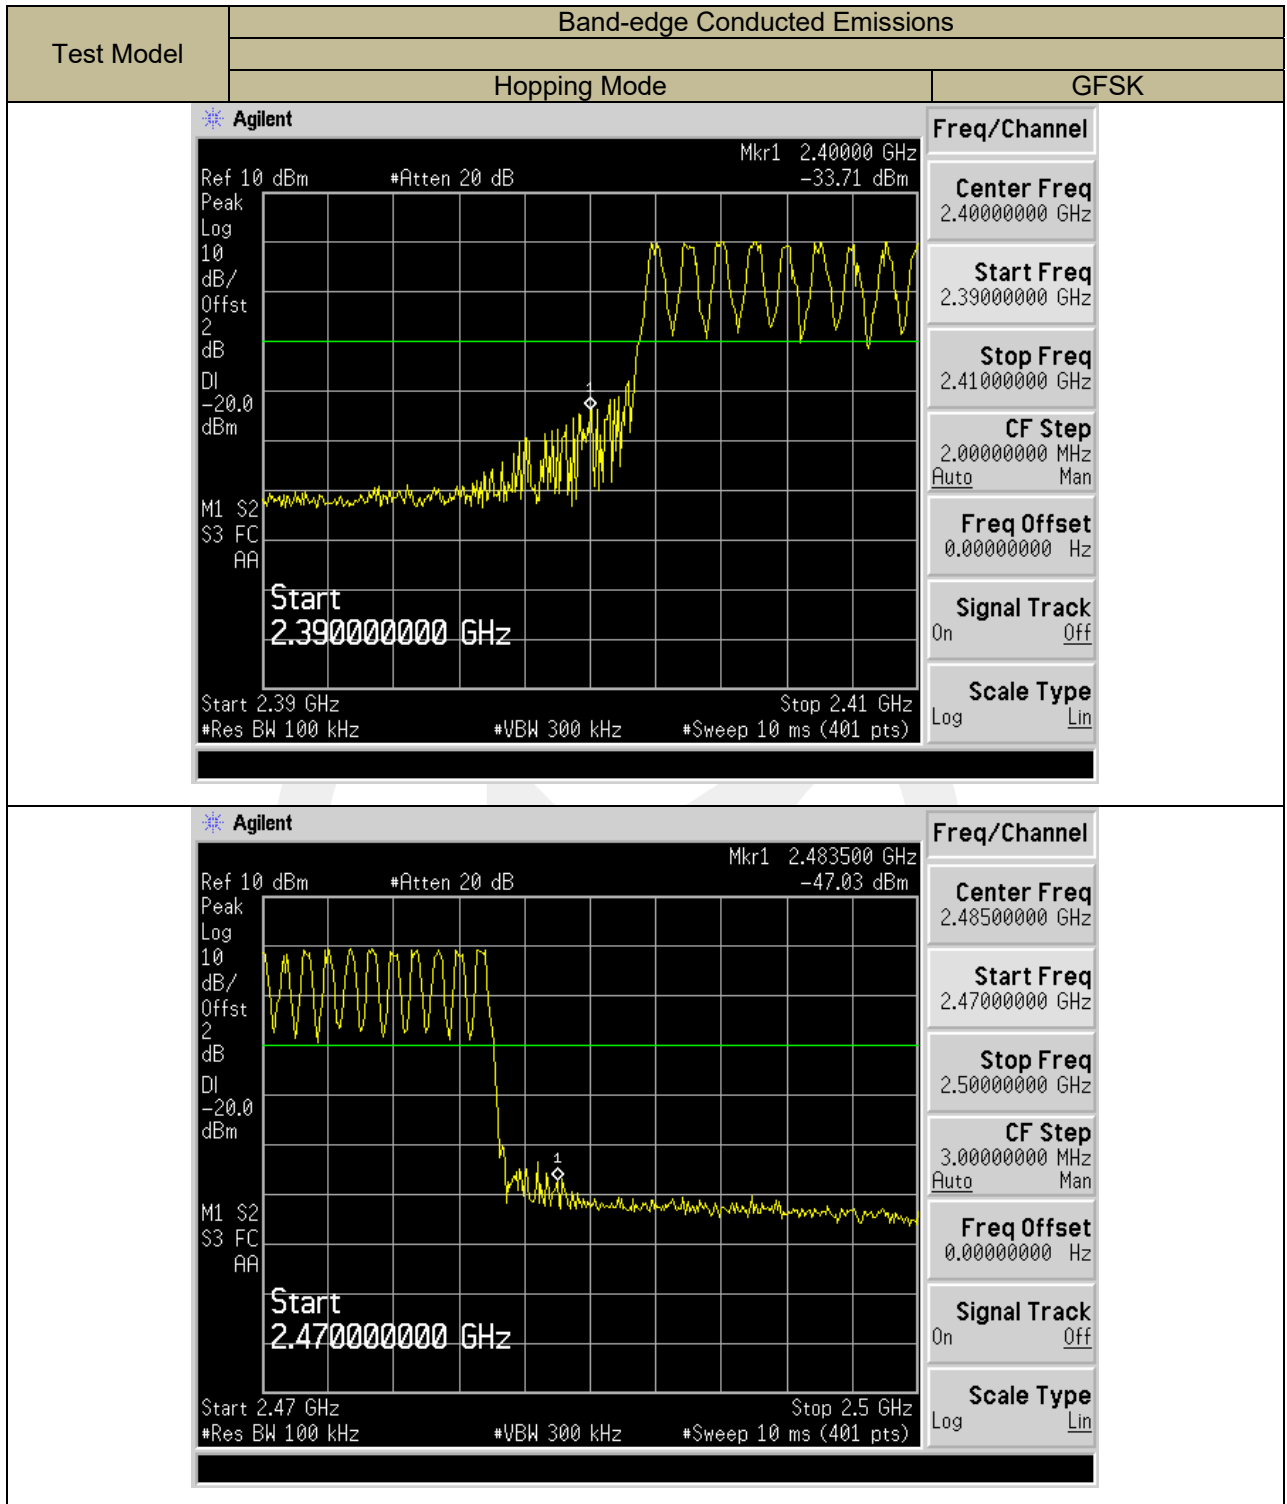 Test Model
Band-edge Conducted Emissions
Hopping Mode
GFSK
Agilent
Mkr1 2.40000 GHz
Ref 10 dBm #Atten 20 dB -33.71 dBm
Peak
Log
10
dB/
Offst
2
dB
DI
-20.0
dBm
M1 S2
S3 FC
AA
1
Start
2.390000000 GHz
Start 2.39 GHz Stop 2.41 GHz
#Res BW 100 kHz #VBW 300 kHz #Sweep 10 ms (401 pts)
Freq/Channel
Center Freq
2.40000000 GHz
Start Freq
2.39000000 GHz
Stop Freq
2.41000000 GHz
CF Step
2.00000000 MHz
Auto Man
Freq Offset
0.00000000 Hz
Signal Track
On Off
Scale Type
Log Lin
Agilent
Mkr1 2.483500 GHz
Ref 10 dBm #Atten 20 dB -47.03 dBm
Peak
Log
10
dB/
Offst
2
dB
DI
-20.0
dBm
M1 S2
S3 FC
AA
1
Start
2.470000000 GHz
Start 2.47 GHz Stop 2.5 GHz
#Res BW 100 kHz #VBW 300 kHz #Sweep 10 ms (401 pts)
Freq/Channel
Center Freq
2.48500000 GHz
Start Freq
2.47000000 GHz
Stop Freq
2.50000000 GHz
CF Step
3.00000000 MHz
Auto Man
Freq Offset
0.00000000 Hz
Signal Track
On Off
Scale Type
Log Lin